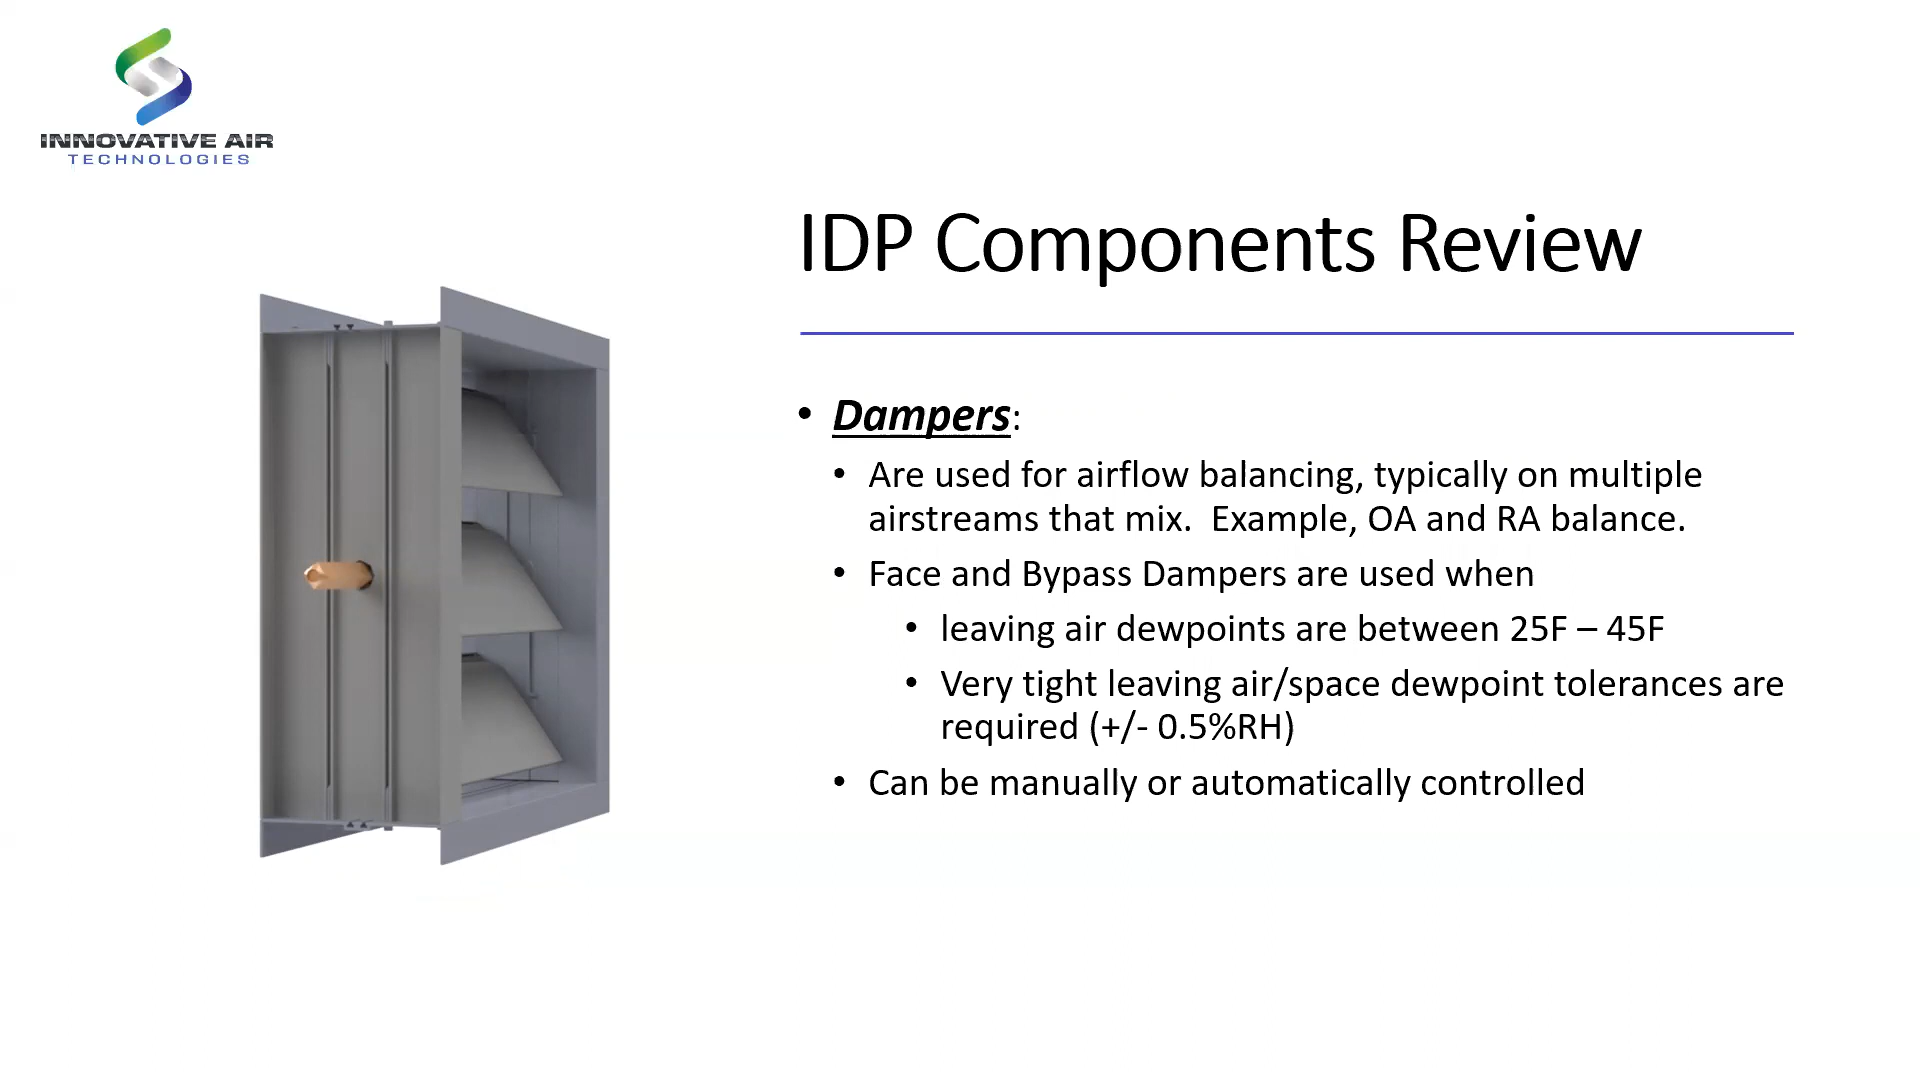 INNOVATIVE AIR
TECHNOLOGIES
IDP Components Review
• Dampers:
• Are used for airflow balancing, typically on multiple
airstreams that mix.  Example, OA and RA balance.
• Face and Bypass Dampers are used when
• leaving air dewpoints are between 25F – 45F
• Very tight leaving air/space dewpoint tolerances are
required (+/- 0.5%RH)
• Can be manually or automatically controlled